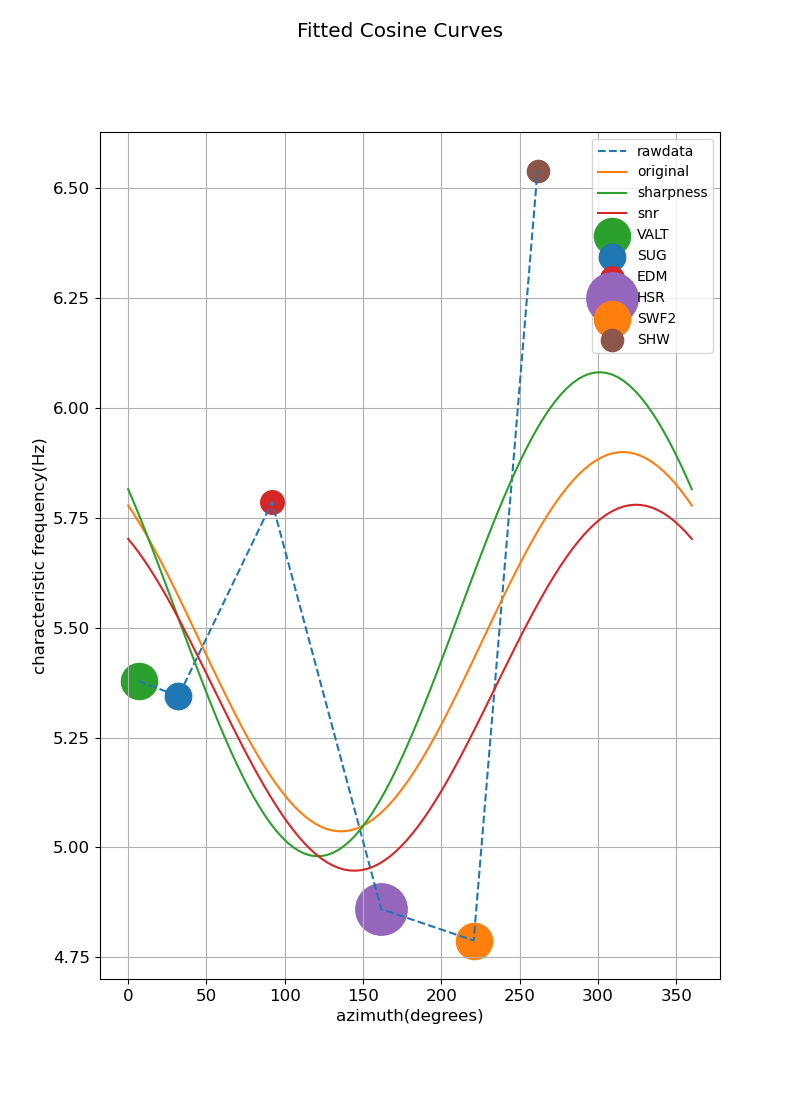 Fitted Cosine Curves
rawdata
original
sharpness
snr
VALT
SUG
EDM
HSR
SWF2
SHW
characteristic frequency(Hz)
6.50
6.25
6.00
5.75
5.50
5.25
5.00
4.75
0 50 100 150 200 250 300 350
azimuth(degrees)